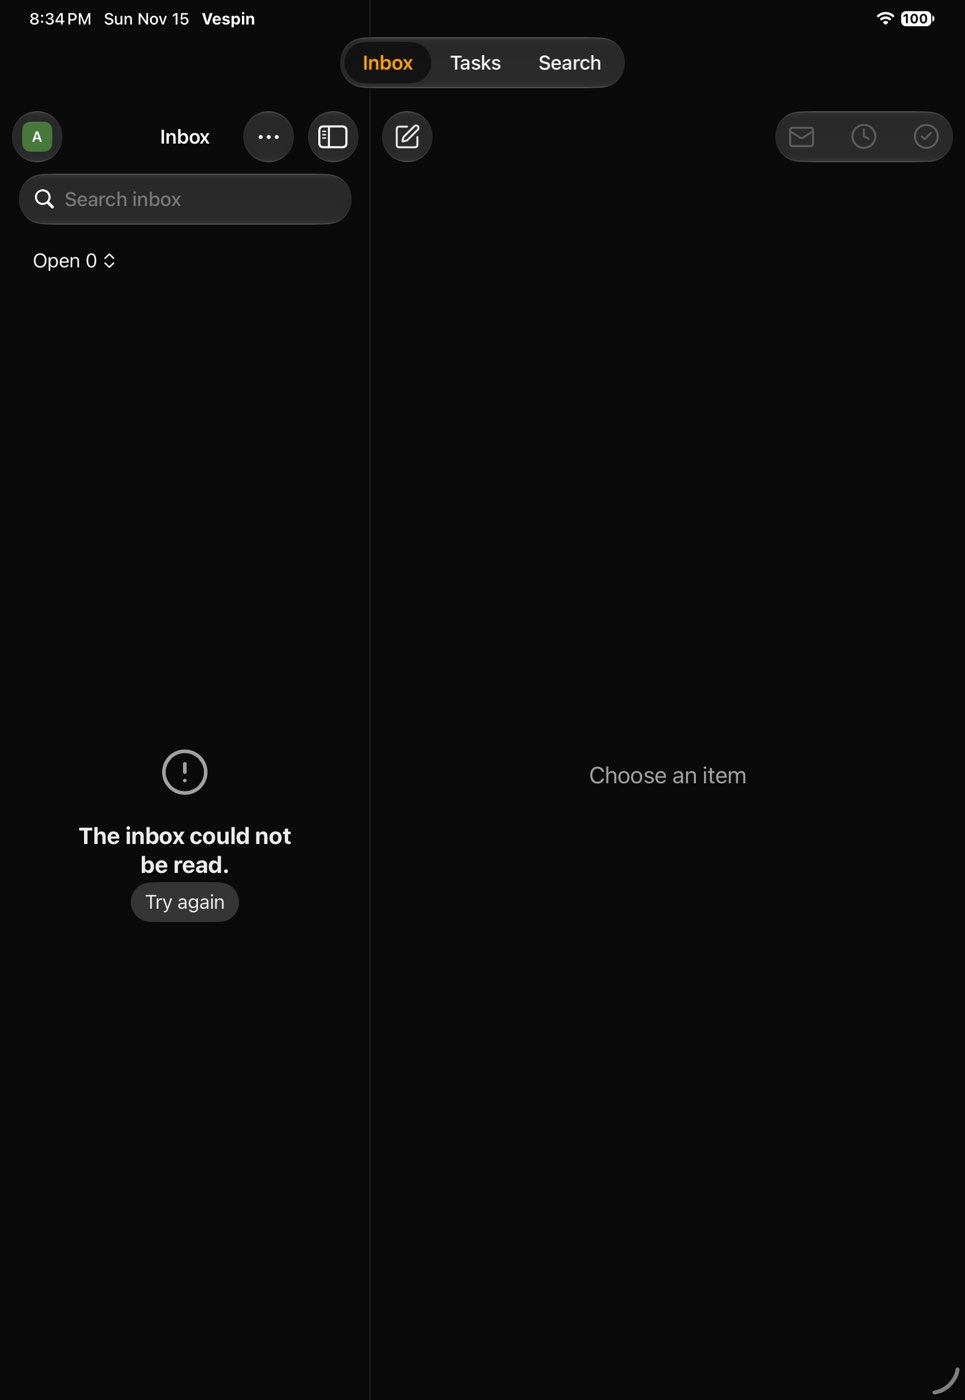 8:34 PM Sun Nov 15 Vespin
100
Inbox Tasks Search
A
Inbox
Search inbox
Open 0
The inbox could not
be read.
Try again
Choose an item